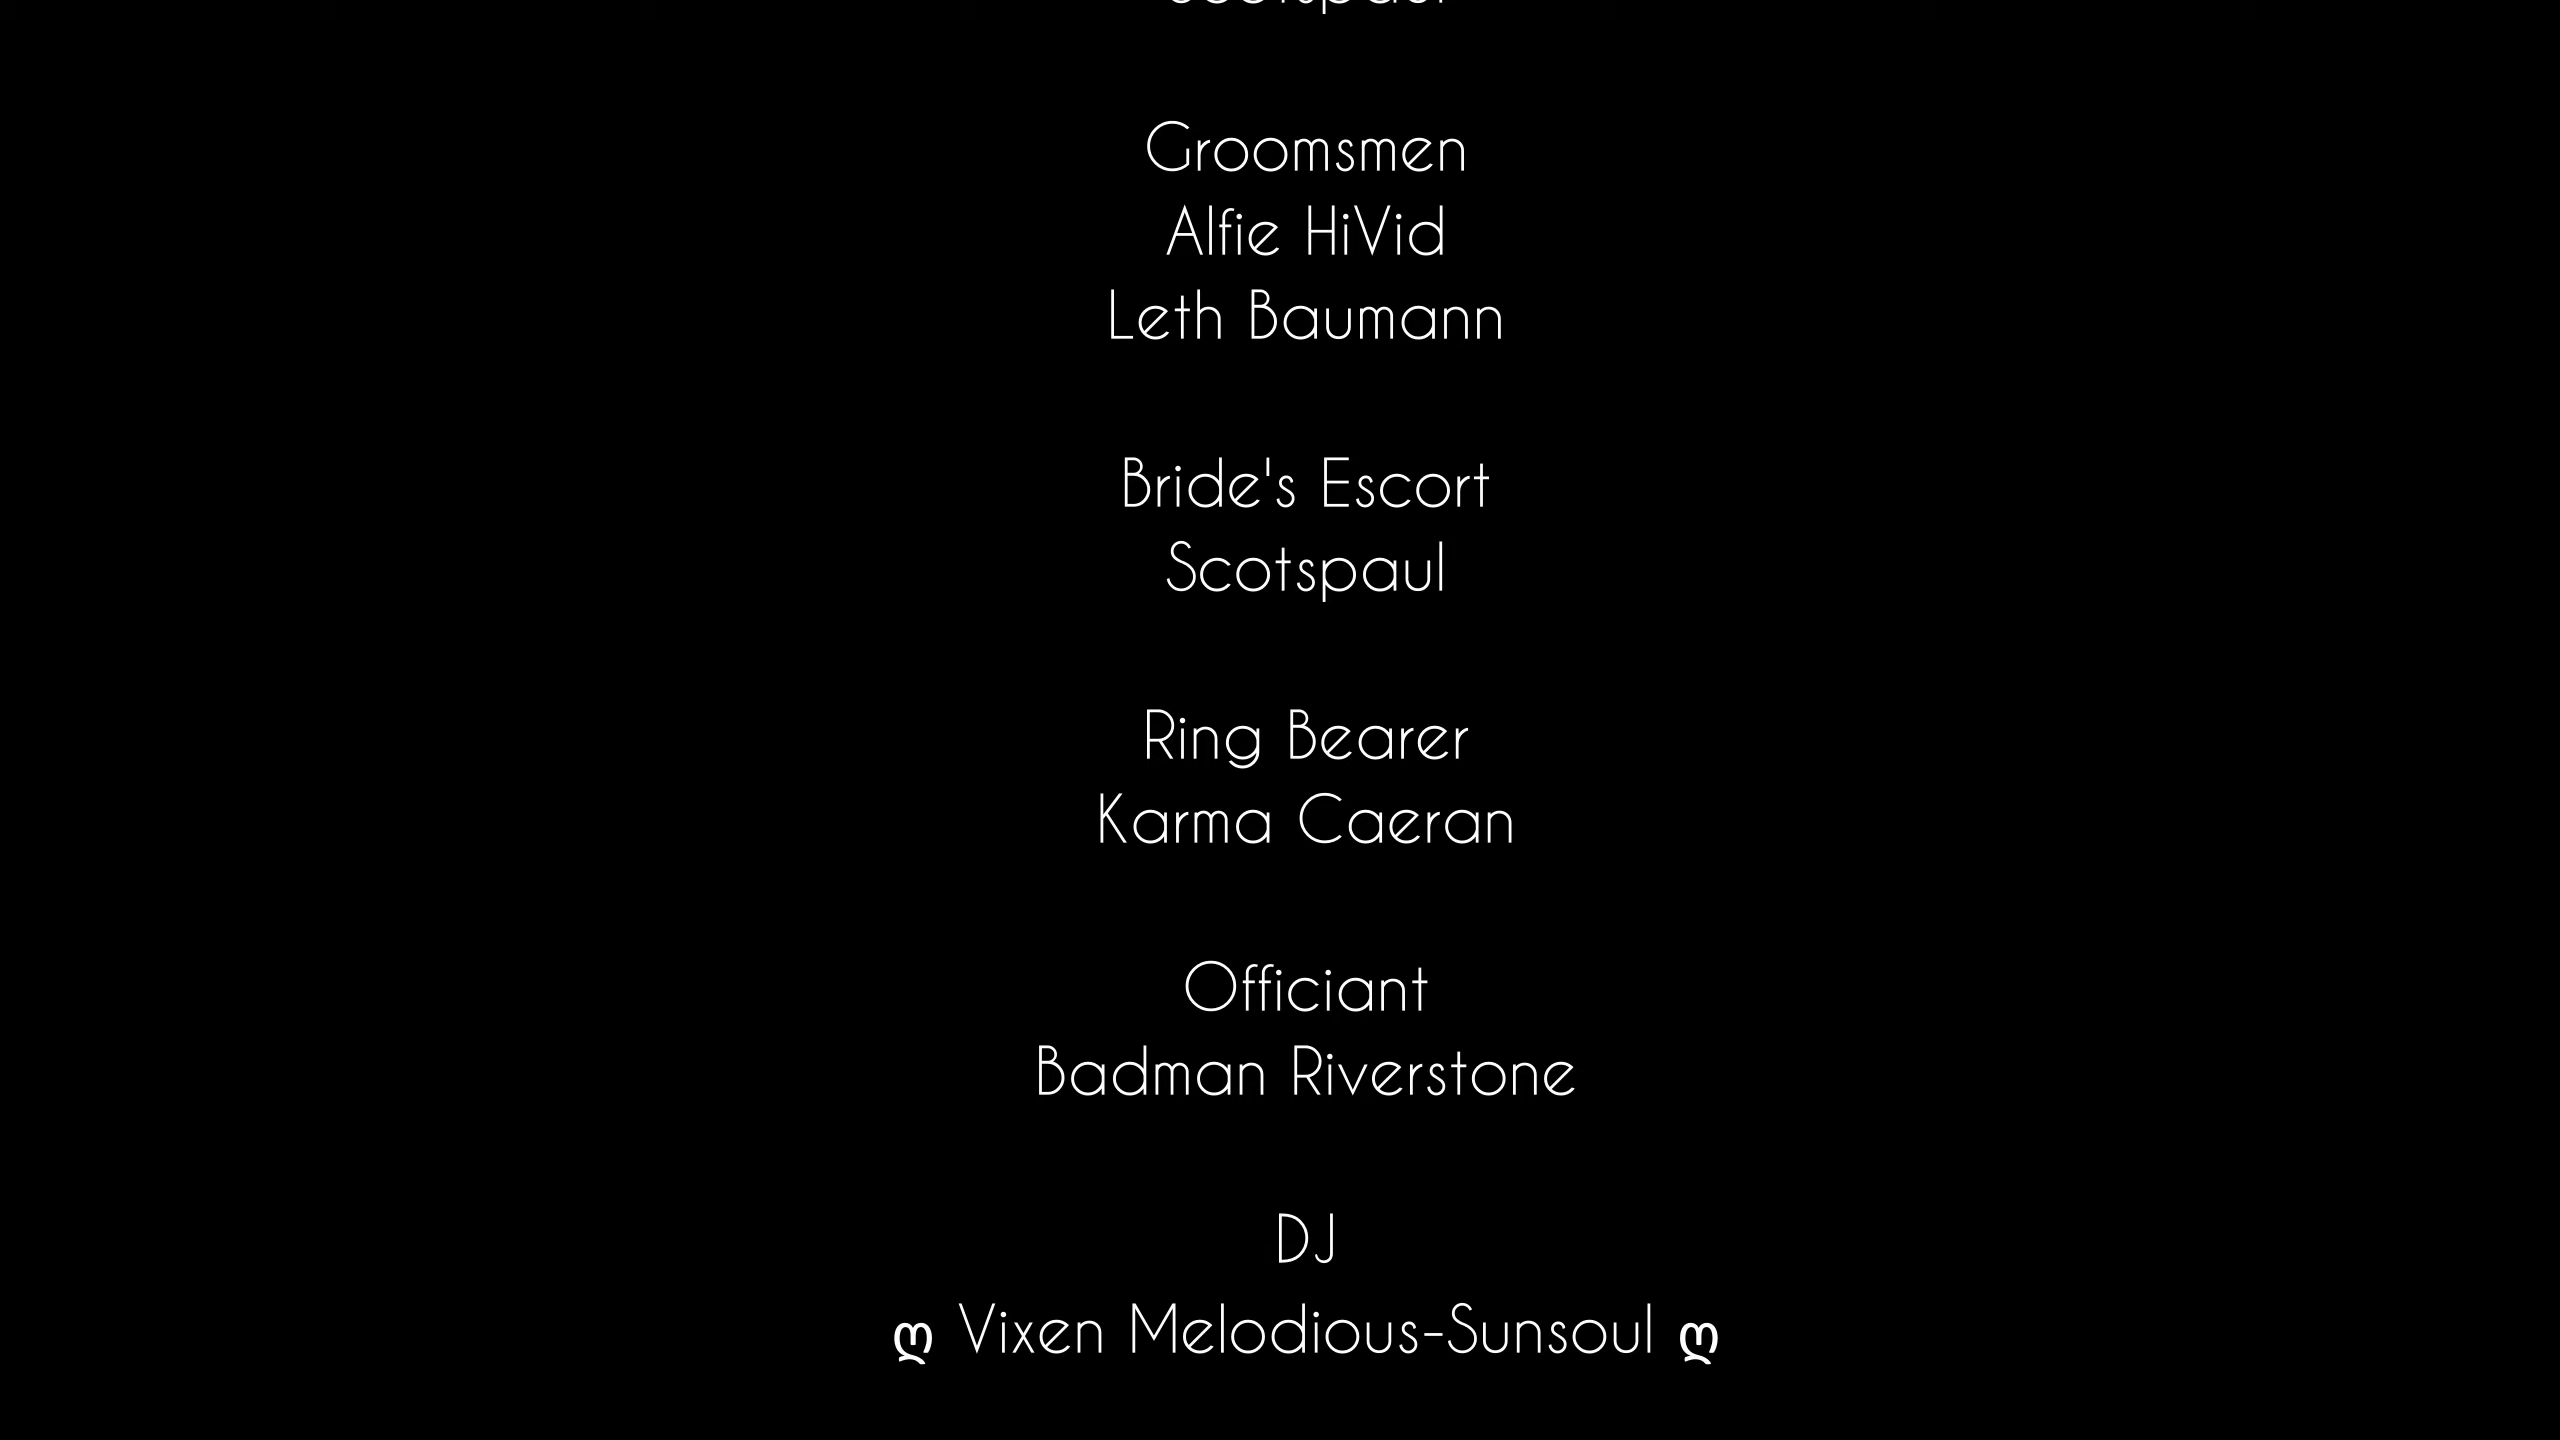 Scotspaul
Groomsmen
Alfie HiVid
Leth Baumann
Bride's Escort
Scotspaul
Ring Bearer
Karma Caeran
Officiant
Badman Riverstone
DJ
ღ Vixen Melodious-Sunsoul ღ